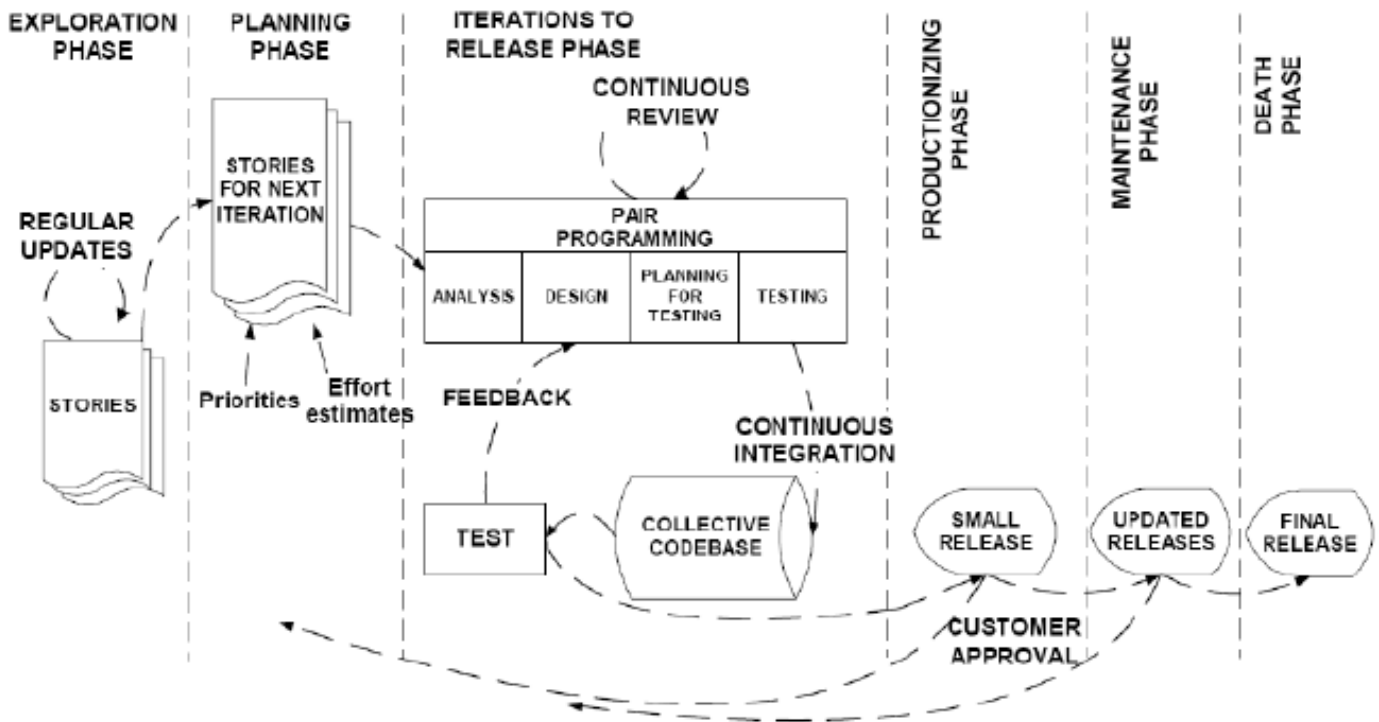 EXPLORATION
PHASE
PLANNING
PHASE
ITERATIONS TO
RELEASE PHASE
PRODUCTIONIZING
PHASE
MAINTENANCE
PHASE
DEATH
PHASE
CONTINUOUS
REVIEW
STORIES
FOR NEXT
ITERATION
REGULAR
UPDATES
PAIR
PROGRAMMING
ANALYSIS
DESIGN
PLANNING
FOR
TESTING
TESTING
STORIES
Priorities
Effort
estimates
FEEDBACK
CONTINUOUS
INTEGRATION
TEST
COLLECTIVE
CODEBASE
SMALL
RELEASE
UPDATED
RELEASES
FINAL
RELEASE
CUSTOMER
APPROVAL